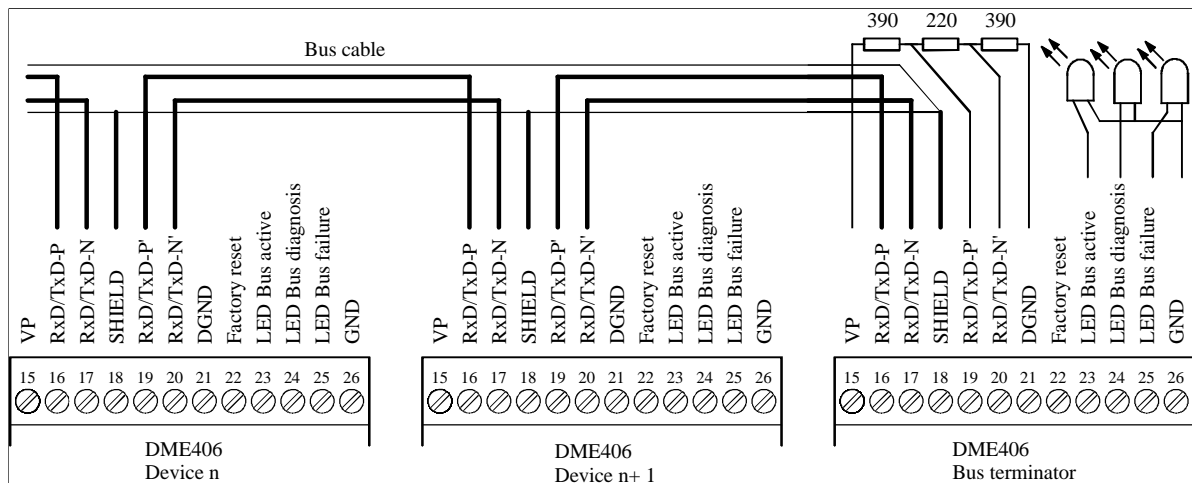 390 220 390
Bus cable
VP
RxD/TxD-P
RxD/TxD-N
SHIELD
RxD/TxD-P'
RxD/TxD-N'
DGND
Factory reset
LED Bus active
LED Bus diagnosis
LED Bus failure
GND
15 16 17 18 19 20 21 22 23 24 25 26
DME406
Device n
VP
RxD/TxD-P
RxD/TxD-N
SHIELD
RxD/TxD-P'
RxD/TxD-N'
DGND
Factory reset
LED Bus active
LED Bus diagnosis
LED Bus failure
GND
15 16 17 18 19 20 21 22 23 24 25 26
DME406
Device n+ 1
VP
RxD/TxD-P
RxD/TxD-N
SHIELD
RxD/TxD-P'
RxD/TxD-N'
DGND
Factory reset
LED Bus active
LED Bus diagnosis
LED Bus failure
GND
15 16 17 18 19 20 21 22 23 24 25 26
DME406
Bus terminator